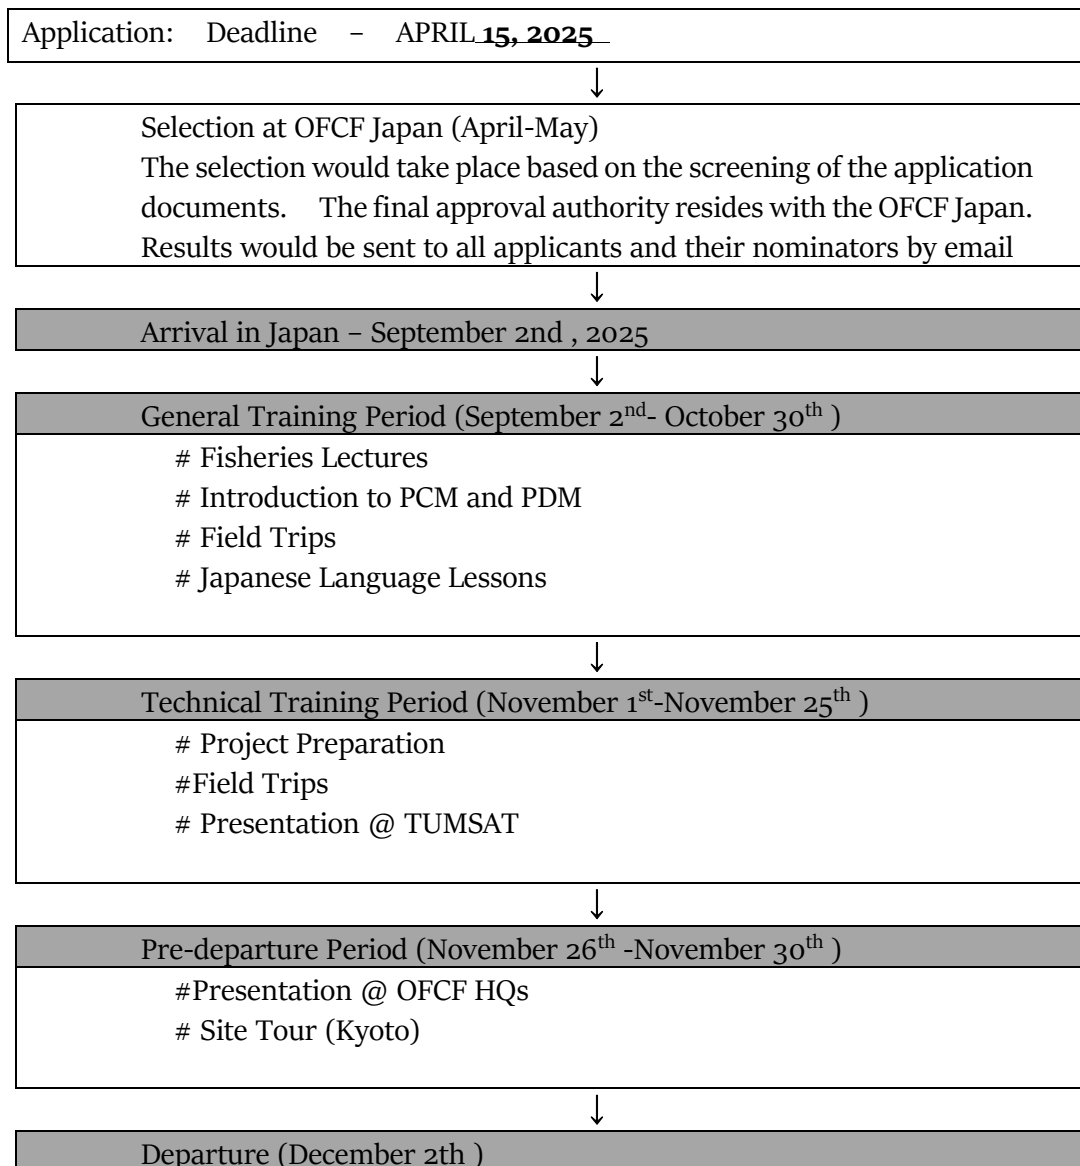 Application: Deadline – APRIL 15, 2025
Selection at OFCF Japan (April-May)
The selection would take place based on the screening of the application
documents. The final approval authority resides with the OFCF Japan.
Results would be sent to all applicants and their nominators by email
Arrival in Japan – September 2nd , 2025
General Training Period (September 2nd- October 30th )
# Fisheries Lectures
# Introduction to PCM and PDM
# Field Trips
# Japanese Language Lessons
Technical Training Period (November 1st-November 25th )
# Project Preparation
#Field Trips
# Presentation @ TUMSAT
Pre-departure Period (November 26th -November 30th )
#Presentation @ OFCF HQs
# Site Tour (Kyoto)
Departure (December 2th )